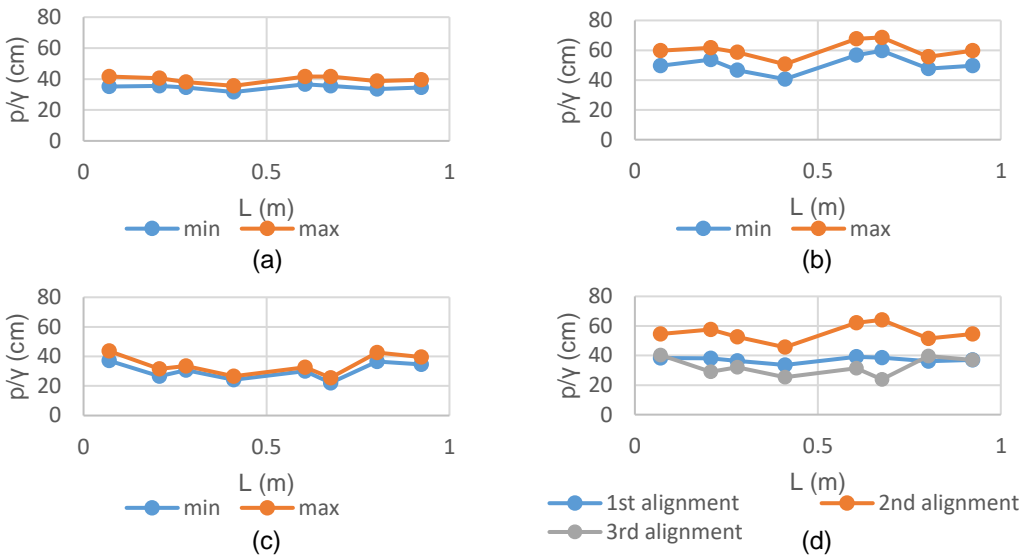 80
60
40
20
0
p/γ (cm)
0
0.5
1
L (m)
min
max
(a)
80
60
40
20
0
p/γ (cm)
0
0.5
1
L (m)
min
max
(b)
80
60
40
20
0
p/γ (cm)
0
0.5
1
L (m)
min
max
(c)
80
60
40
20
0
p/γ (cm)
0
0.5
1
L (m)
1st alignment
2nd alignment
3rd alignment
(d)